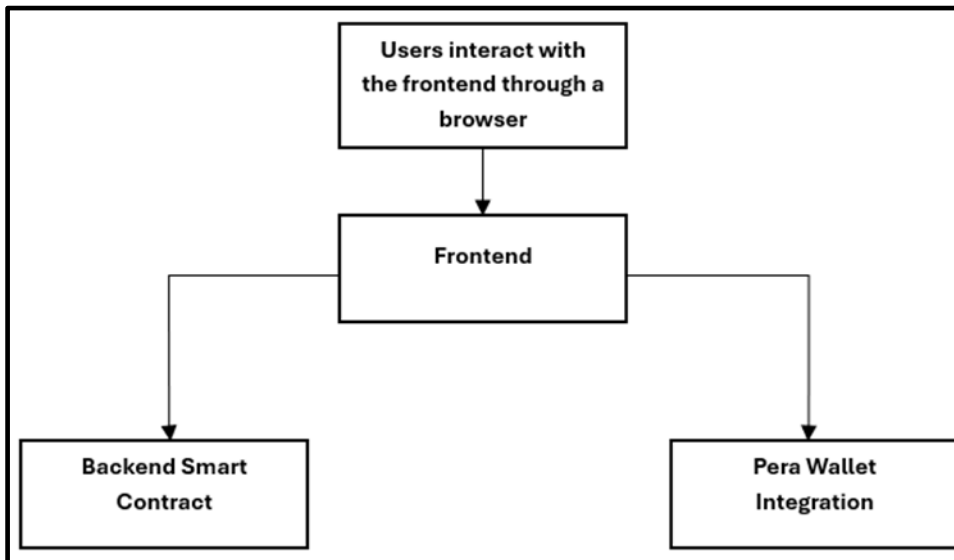 Users interact with
the frontend through a
browser
Frontend
Backend Smart
Contract
Pera Wallet
Integration